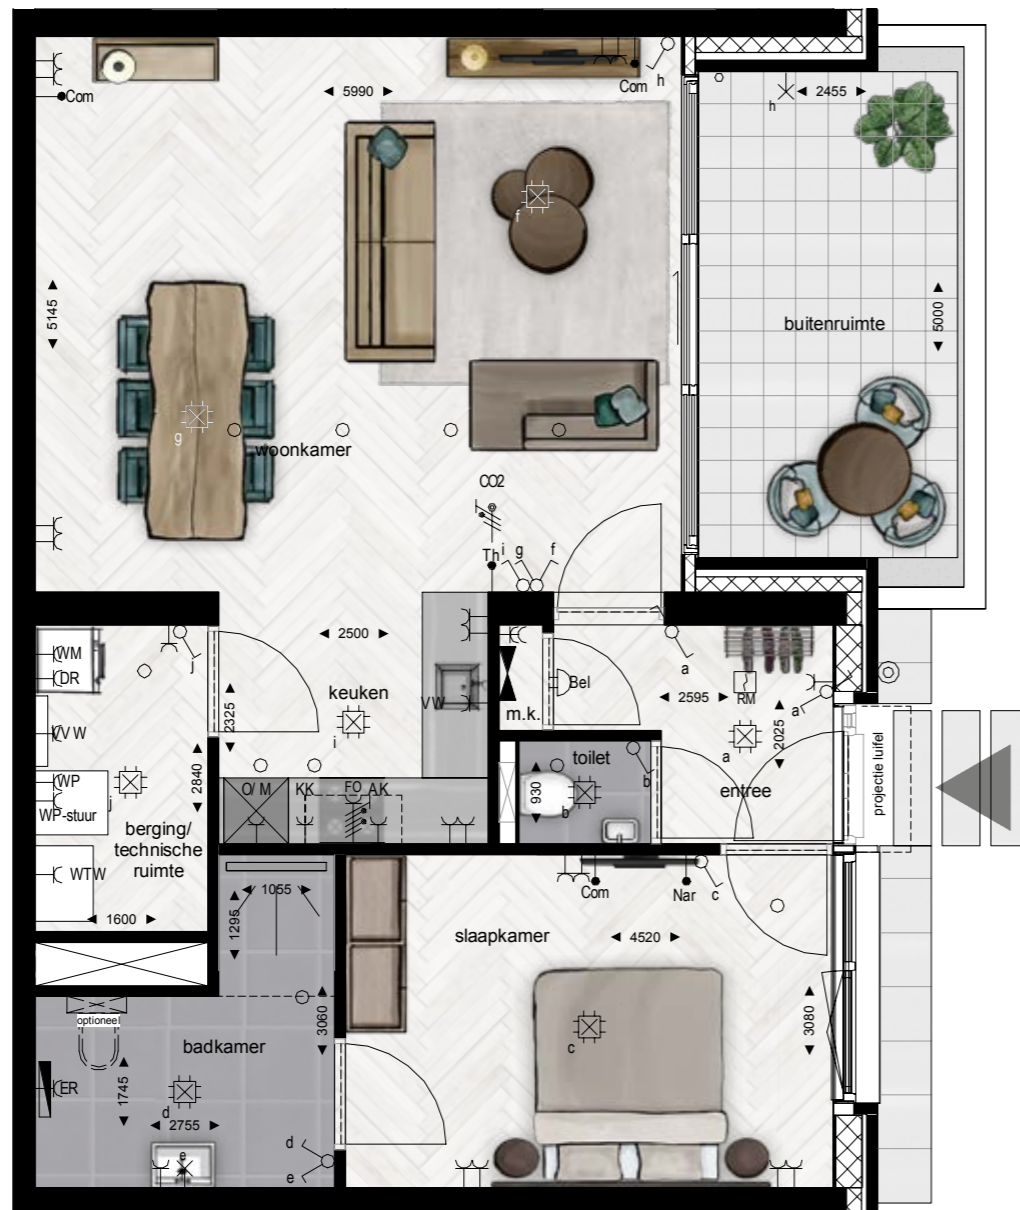 Com
5990
Com
h
h
2455
f
5145
buitenruimte
5000
g
woonkamer
CO2
Th
i
g
f
WM
DR
j
2500
a
keuken
Bel
2595
RM
VW
m.k.
a
2325
2025
i
VW
a
toilet
2840
WP
j
O/M
KK
FO
AK
930
b
b
entree
projectie luifel
WP-stuur
berging/
technische
ruimte
WTW
1600
1055
1295
Com
Nar
c
slaapkamer
4520
optioneel
3060
3080
badkamer
c
ER
1745
d
2755
d
e
e